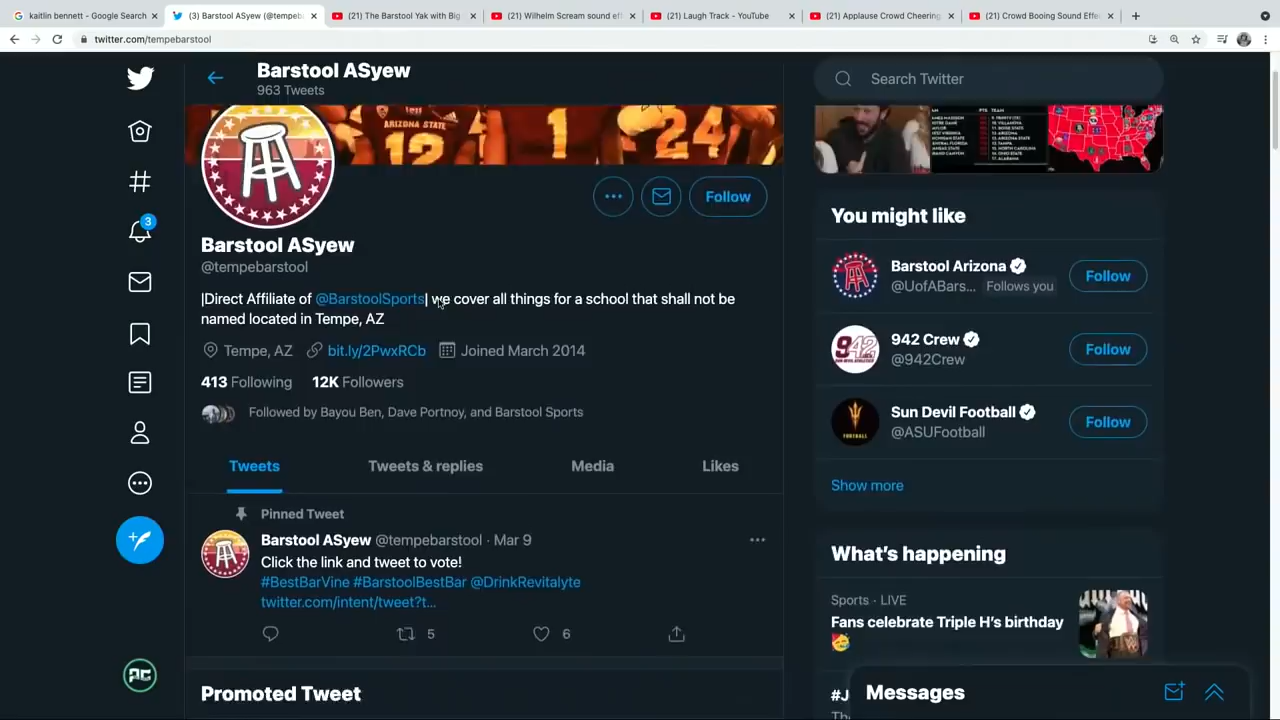 kaitlin bennett - Google Search
(3) Barstool ASyew (@tempeb
(21) The Barstool Yak with Big
(21) Wilhelm Scream sound ef
(21) Laugh Track - YouTube
(21) Applause Crowd Cheering
(21) Crowd Booing Sound Effe
twitter.com/tempebarstool
Barstool ASyew
963 Tweets
Search Twitter
ARIZONA STATE
12
24
Follow
Barstool ASyew
@tempebarstool
|Direct Affiliate of @BarstoolSports| we cover all things for a school that shall not be
named located in Tempe, AZ
Tempe, AZ bit.ly/2PwxRCb Joined March 2014
413 Following 12K Followers
Followed by Bayou Ben, Dave Portnoy, and Barstool Sports
Tweets Tweets & replies Media Likes
Pinned Tweet
Barstool ASyew @tempebarstool · Mar 9
Click the link and tweet to vote!
#BestBarVine #BarstoolBestBar @DrinkRevitalyte
twitter.com/intent/tweet?t...
5 6
Promoted Tweet
3
You might like
Barstool Arizona
@UofABars... Follows you
Follow
942 Crew
@942Crew
Follow
Sun Devil Football
@ASUFootball
Follow
FOOTBALL
Show more
What's happening
Sports · LIVE
Fans celebrate Triple H's birthday
Messages